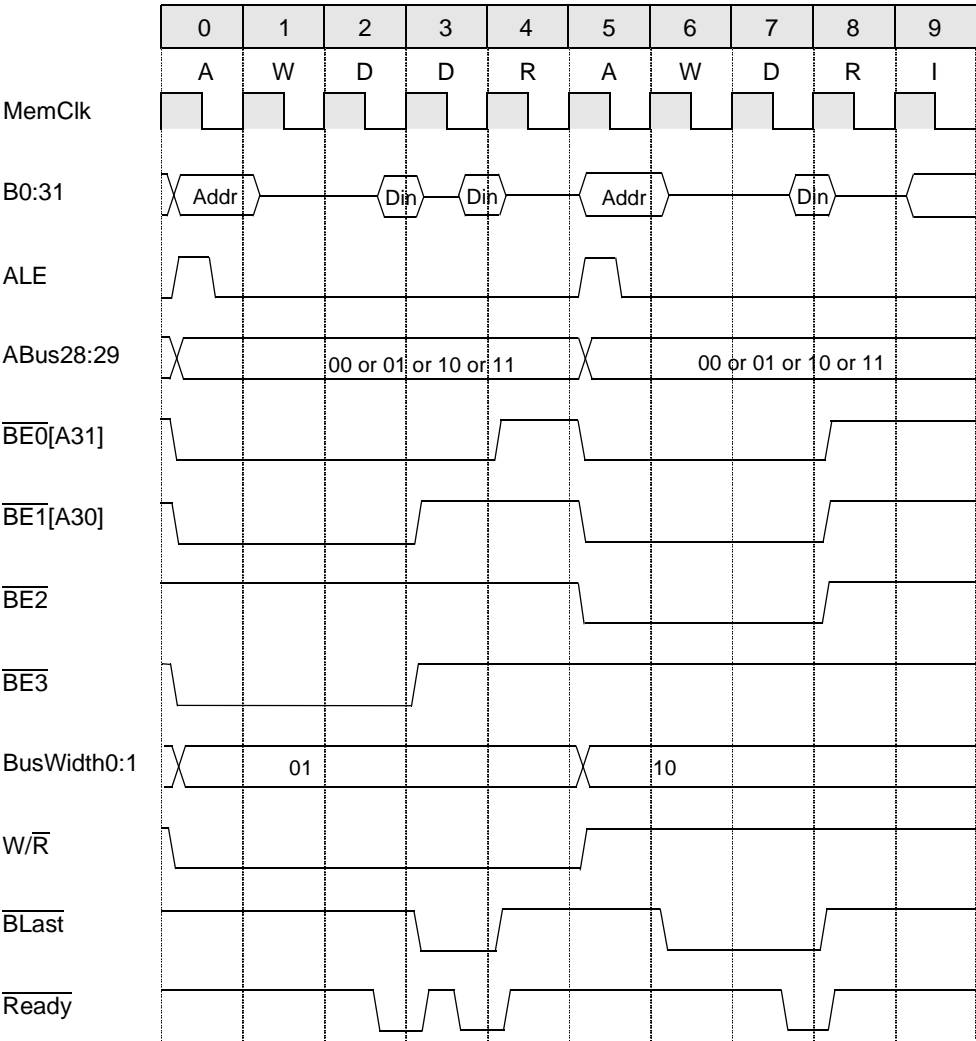 0 1 2 3 4 5 6 7 8 9
A W D D R A W D R I
MemClk
B0:31 Addr Din Din Addr Din
ALE
ABus28:29 00 or 01 or 10 or 11 00 or 01 or 10 or 11
BE0[A31]
BE1[A30]
BE2
BE3
BusWidth0:1 01 10
W/R
BLast
Ready